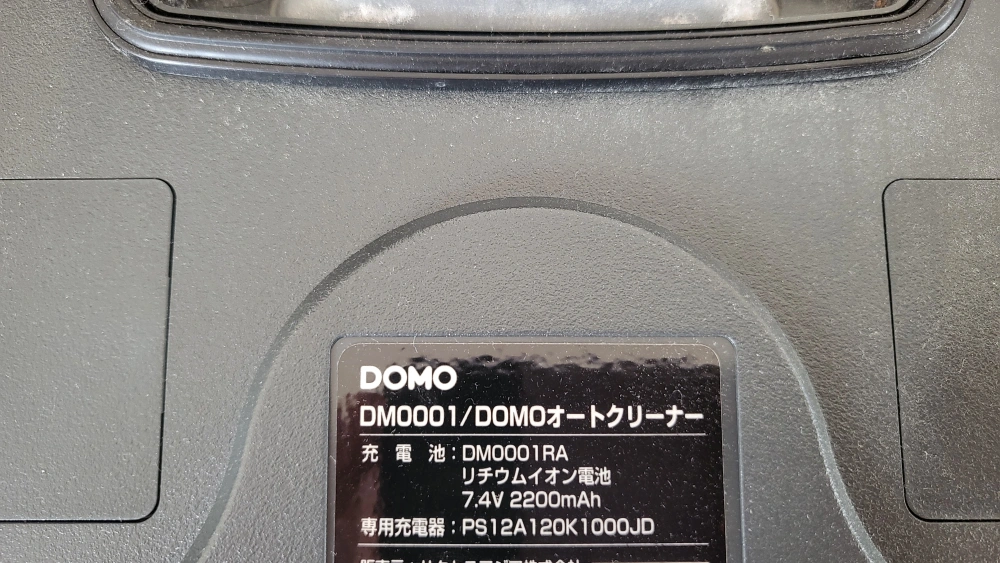 DOMO
DM0001/DOMOオートクリーナー
充 電 池：DM0001RA
リチウムイオン電池
7.4V 2200mAh
専用充電器：PS12A120K1000JD